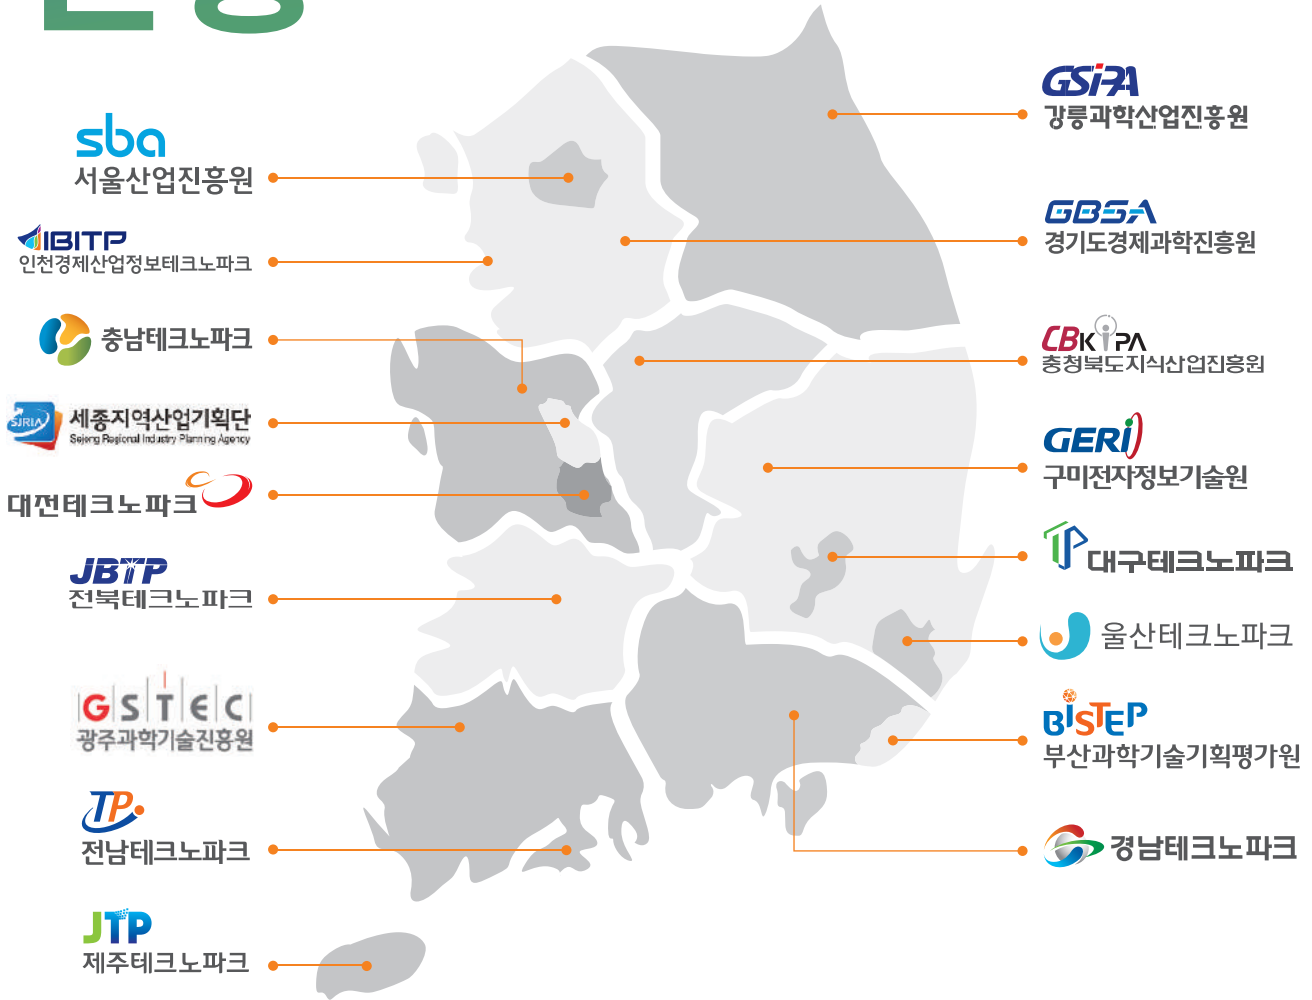 sba
서울산업진흥원
IBITP
인천경제산업정보테크노파크
충남테크노파크
SJRIA
세종지역산업기획단
Sejong Regional Industry Planning Agency
대전테크노파크
JBTP
전북테크노파크
GSTEC
광주과학기술진흥원
TP
전남테크노파크
JTP
제주테크노파크
GSIPA
강릉과학산업진흥원
GBSA
경기도경제과학진흥원
CBKIPA
충청북도지식산업진흥원
GERI
구미전자정보기술원
TP 대구테크노파크
울산테크노파크
BISTEP
부산과학기술기획평가원
경남테크노파크